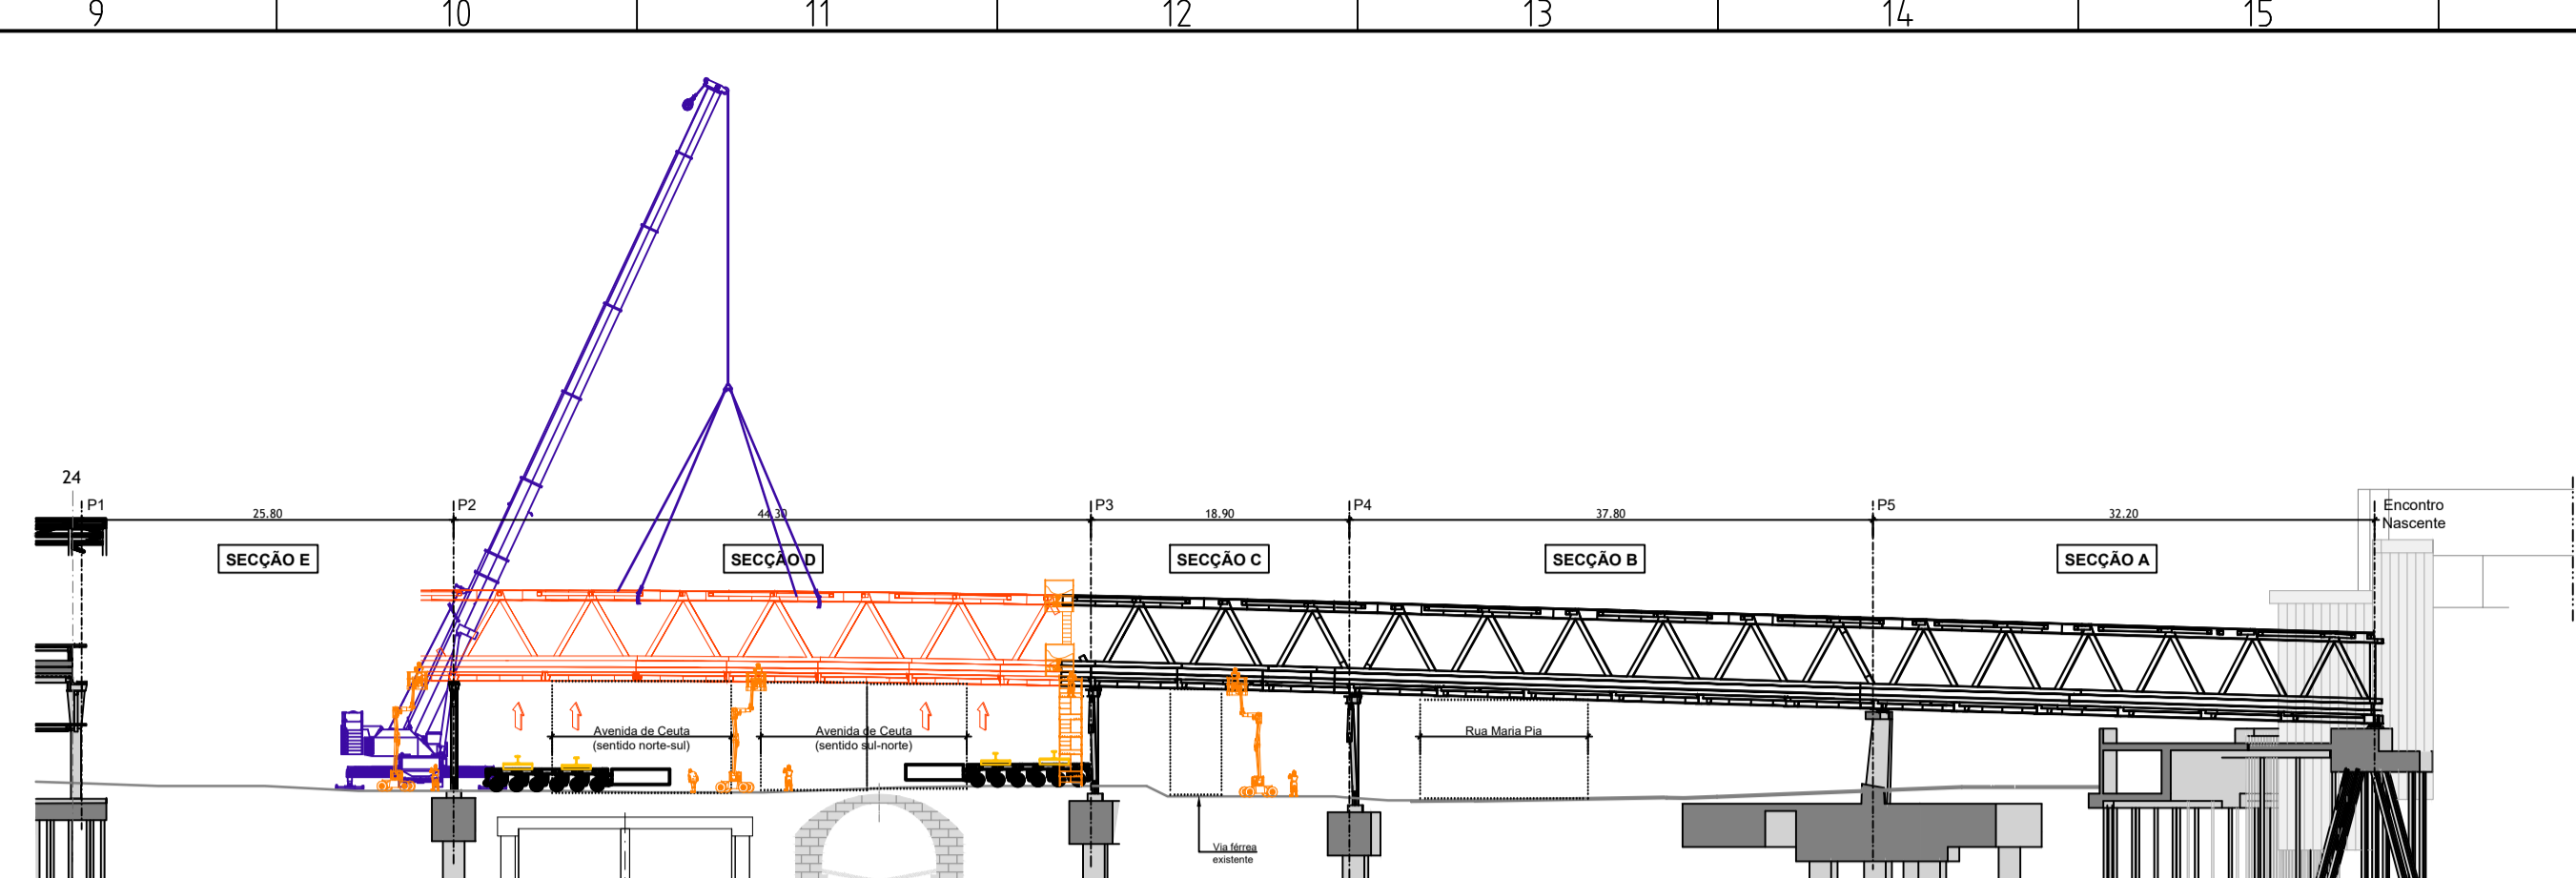 9 10 11 12 13 14 15
24
P1 P2 P3 P4 P5 Encontro
Nascente
25.80 44.30 18.90 37.80 32.20
SECÇÃO E SECÇÃO D SECÇÃO C SECÇÃO B SECÇÃO A
Avenida de Ceuta
(sentido norte-sul)
Avenida de Ceuta
(sentido sul-norte)
Rua Maria Pia
Via férrea
existente